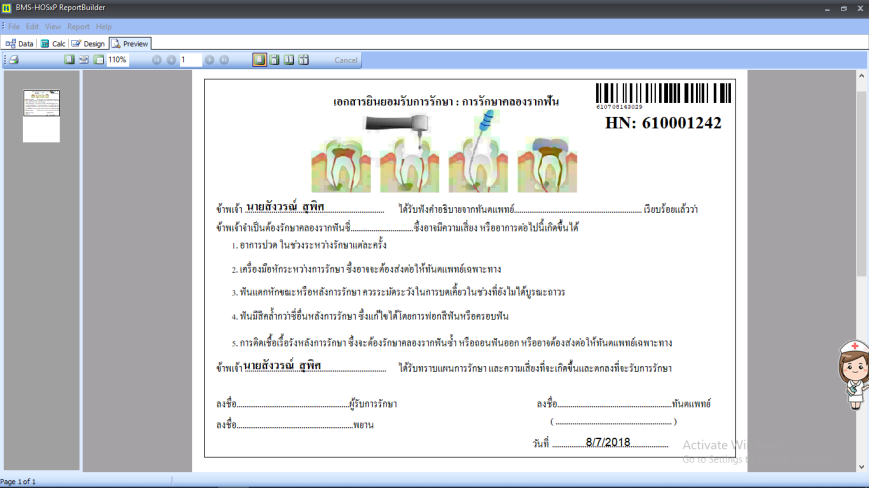 BMS-HOSxP ReportBuilder
File Edit View Report Help
Data Calc Design Preview
110% 1 Cancel
เอกสารยินยอมรับการรักษา : การรักษาคลองรากฟัน
610708143029
HN: 610001242
ข้าพเจ้า นายสังวรณ์ สุพิศ ได้รับฟังคำอธิบายจากทันตแพทย์ เรียบร้อยแล้วว่า
ข้าพเจ้าจำเป็นต้องรักษาคลองรากฟันซี่ ซึ่งอาจมีความเสี่ยง หรืออาการต่อไปนี้เกิดขึ้นได้
1. อาการปวด ในช่วงระหว่างรักษาแต่ละครั้ง
2. เครื่องมือหักระหว่างการรักษา ซึ่งอาจจะต้องส่งต่อให้ทันตแพทย์เฉพาะทาง
3. ฟันแตกหักขณะหรือหลังการรักษา ควรระมัดระวังในการบดเคี้ยวในช่วงที่ยังไม่ได้บูรณะถาวร
4. ฟันมีสีคล้ำกว่าซี่อื่นหลังการรักษา ซึ่งแก้ไขได้โดยการฟอกสีฟันหรือครอบฟัน
5. การติดเชื้อเรื้อรังหลังการรักษา ซึ่งจะต้องรักษาคลองรากฟันซ้ำ หรือถอนฟันออก หรืออาจต้องส่งต่อให้ทันตแพทย์เฉพาะทาง
ข้าพเจ้า นายสังวรณ์ สุพิศ ได้รับทราบแผนการรักษา และความเสี่ยงที่จะเกิดขึ้นและตกลงที่จะรับการรักษา
ลงชื่อ ผู้รับการรักษา ลงชื่อ ทันตแพทย์
ลงชื่อ พยาน ( )
วันที่ 8/7/2018
Activate
Go to Settings
Page 1 of 1